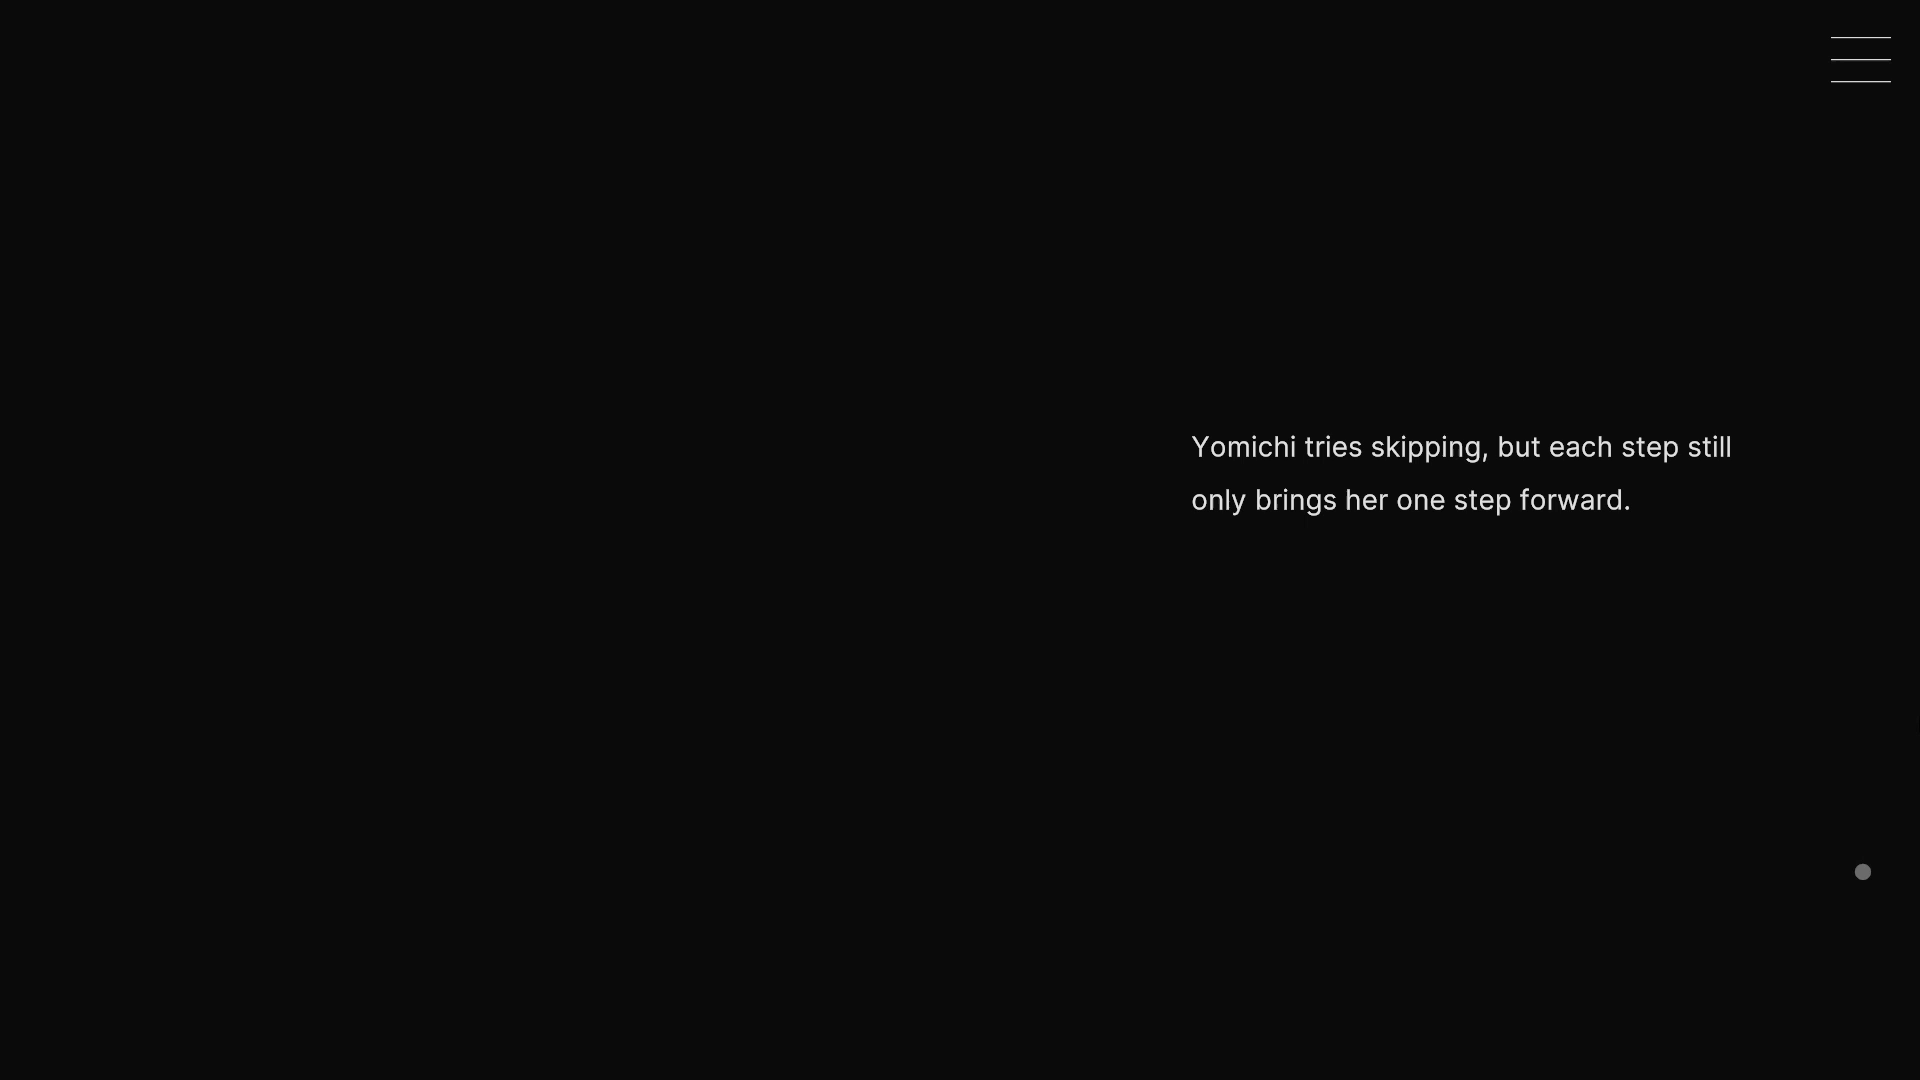 Yomichi tries skipping, but each step still
only brings her one step forward.